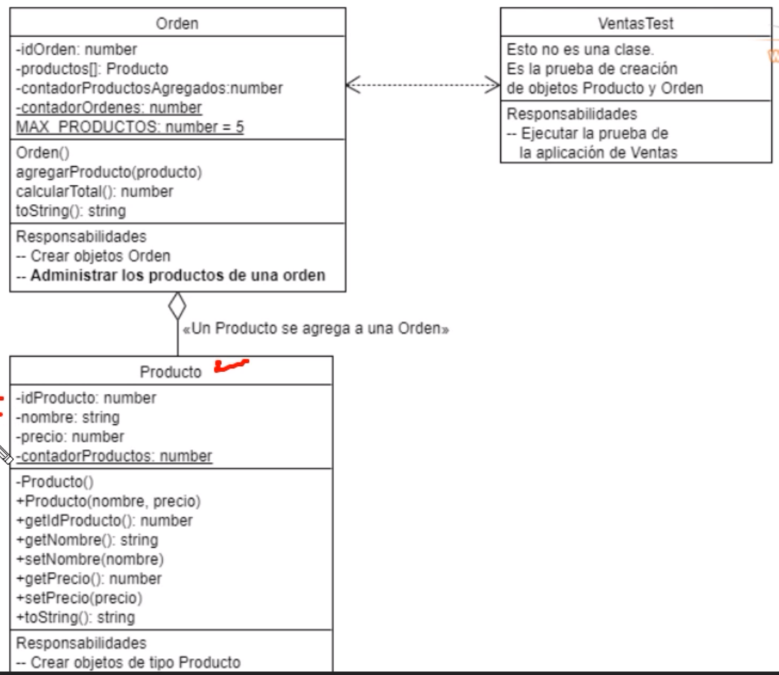 Orden
-idOrden: number
-productos[]: Producto
-contadorProductosAgregados:number
-contadorOrdenes: number
MAX_PRODUCTOS: number = 5
Orden()
agregarProducto(producto)
calcularTotal(): number
toString(): string
Responsabilidades
-- Crear objetos Orden
-- Administrar los productos de una orden
VentasTest
Esto no es una clase.
Es la prueba de creación
de objetos Producto y Orden
Responsabilidades
-- Ejecutar la prueba de
la aplicación de Ventas
«Un Producto se agrega a una Orden»
Producto
-idProducto: number
-nombre: string
-precio: number
-contadorProductos: number
-Producto()
+Producto(nombre, precio)
+getIdProducto(): number
+getNombre(): string
+setNombre(nombre)
+getPrecio(): number
+setPrecio(precio)
+toString(): string
Responsabilidades
-- Crear objetos de tipo Producto